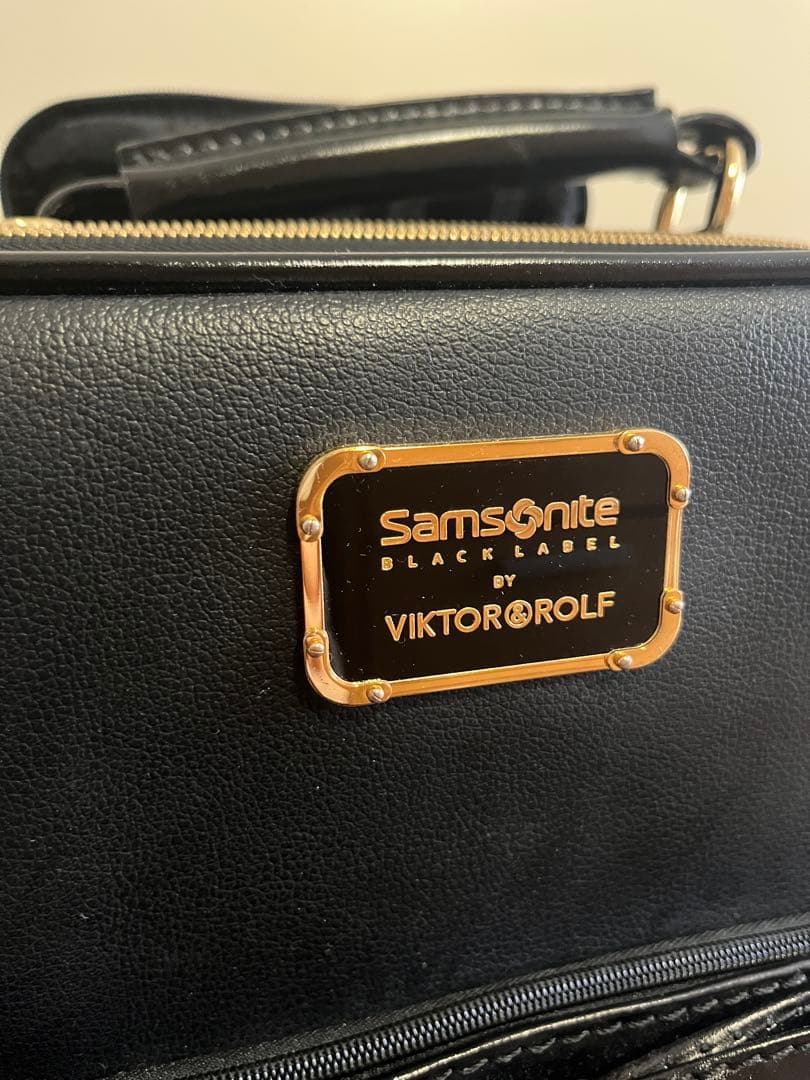 Samsonite
BLACK LABEL
BY
VIKTOR&ROLF